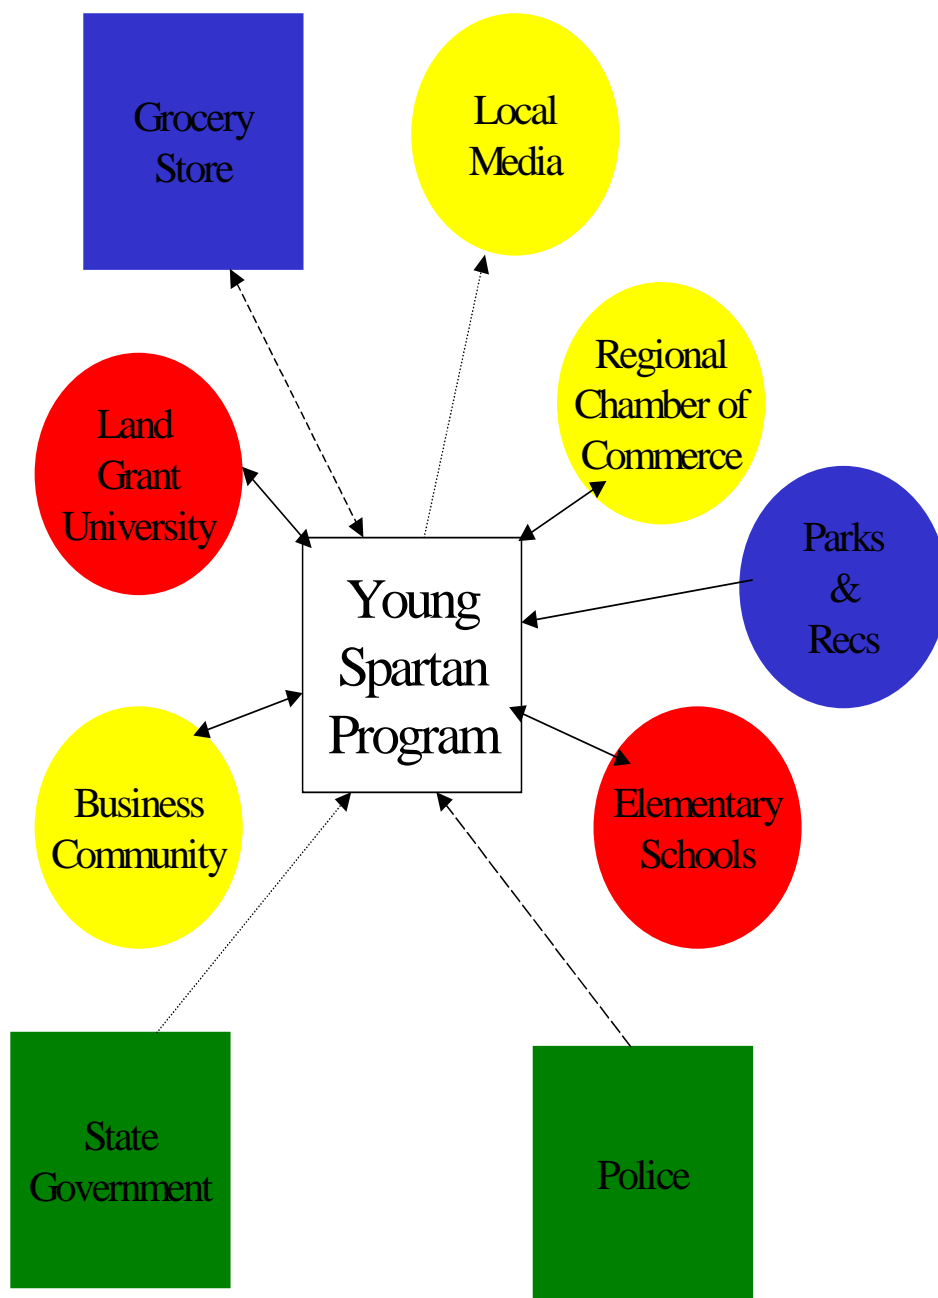 Grocery
Store
Local
Media
Regional
Chamber of
Commerce
Land
Grant
University
Parks
&
Recs
Young
Spartan
Program
Business
Community
Elementary
Schools
State
Government
Police